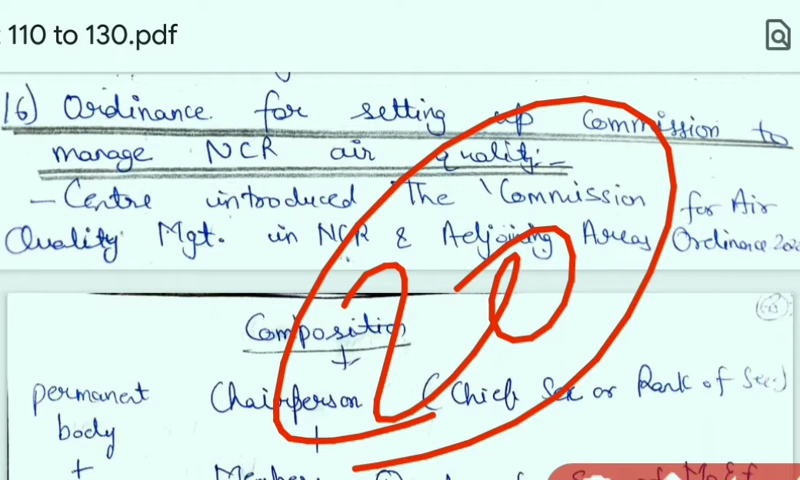 110 to 130.pdf
16) Ordinance for setting up Commission to
manage NCR air quality:-
- Centre introduced 'The Commission for Air
Quality Mgt. in NCR & Adjoining Areas Ordinance 2020
20
Composition
permanent Chairperson (Chief Sec or Rank of Sec)
body +
+